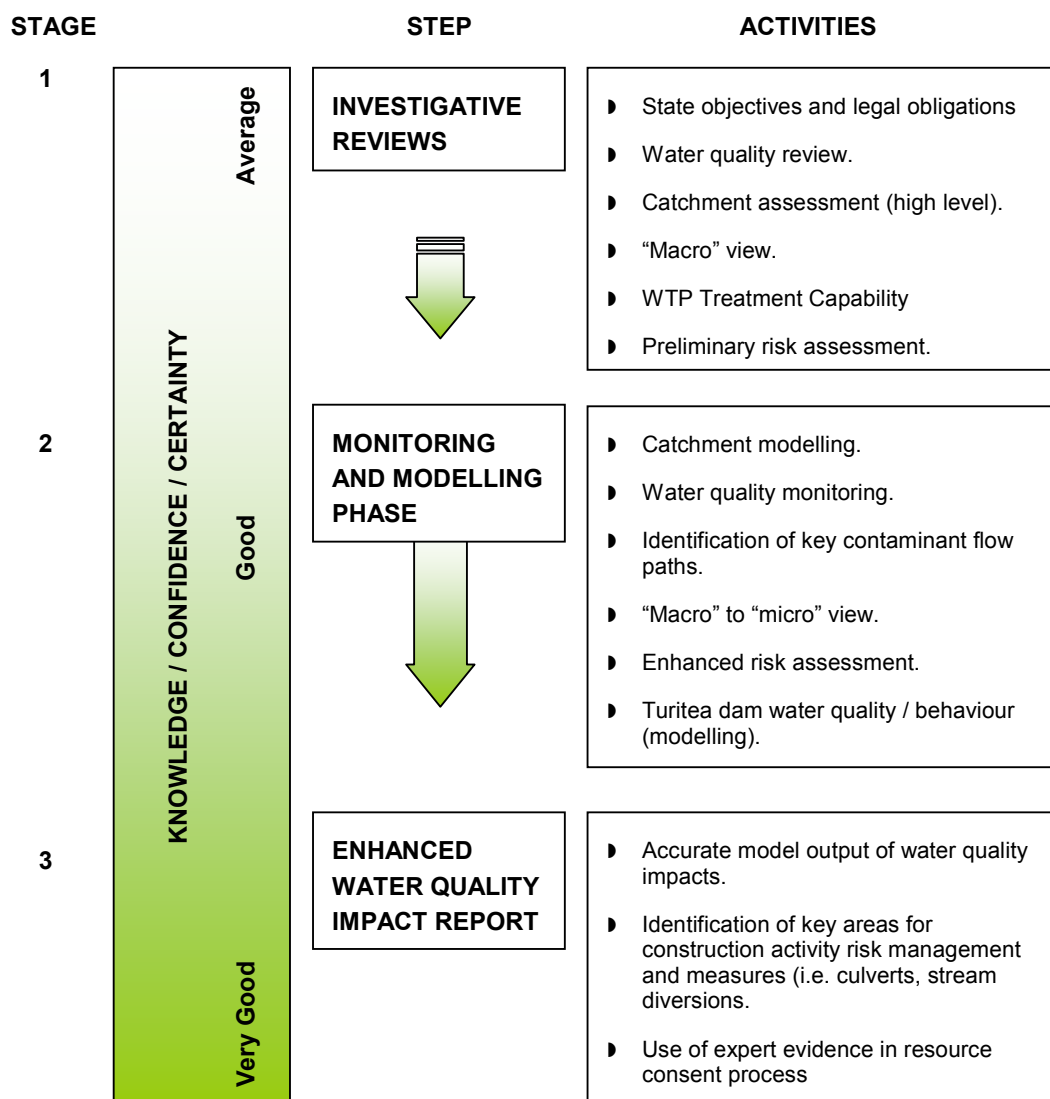 STAGE STEP ACTIVITIES
1
Average
INVESTIGATIVE
REVIEWS
State objectives and legal obligations
Water quality review.
Catchment assessment (high level).
“Macro” view.
WTP Treatment Capability
Preliminary risk assessment.
KNOWLEDGE / CONFIDENCE / CERTAINTY
2
Good
MONITORING
AND MODELLING
PHASE
Catchment modelling.
Water quality monitoring.
Identification of key contaminant flow
paths.
“Macro” to “micro” view.
Enhanced risk assessment.
Turitea dam water quality / behaviour
(modelling).
3
Very Good
ENHANCED
WATER QUALITY
IMPACT REPORT
Accurate model output of water quality
impacts.
Identification of key areas for
construction activity risk management
and measures (i.e. culverts, stream
diversions.
Use of expert evidence in resource
consent process